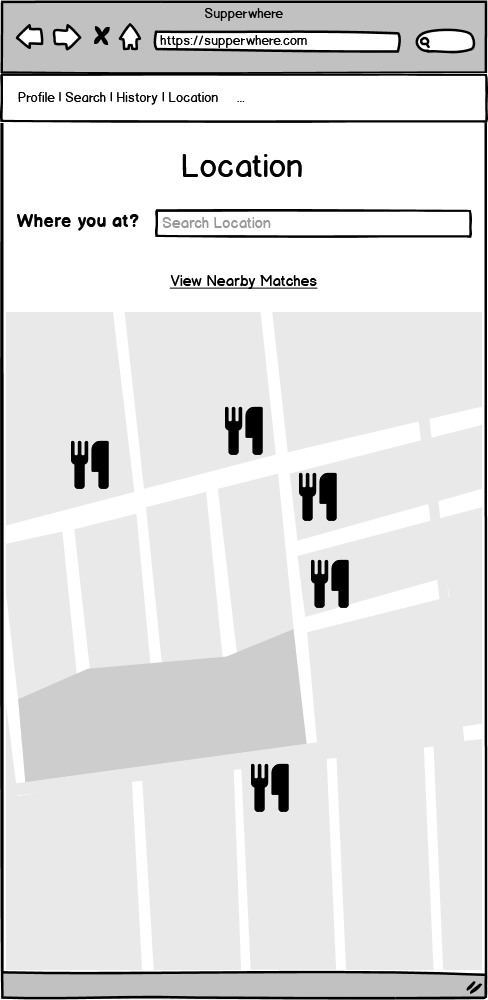 Supperwhere
https://supperwhere.com
Profile | Search | History | Location ...
Location
Where you at? Search Location
View Nearby Matches